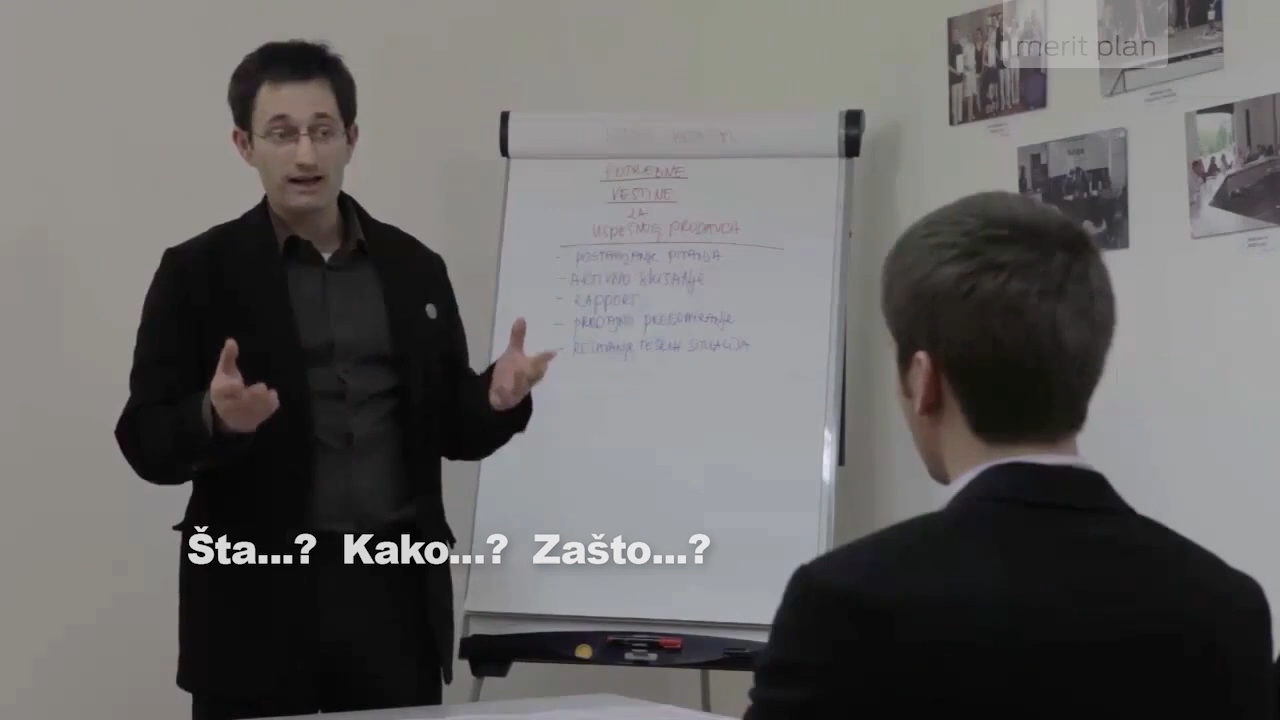 merit plan
POTREBNE
VEŠTINE
ZA
USPEŠNOG PRODAVCA
- POSTAVLJANJE PITANJA
- AKTIVNO SLUŠANJE
- RAPPORT
- PRODAJNO PREGOVARANJE
- REŠAVANJE TEŠKIH SITUACIJA
Šta...? Kako...? Zašto...?